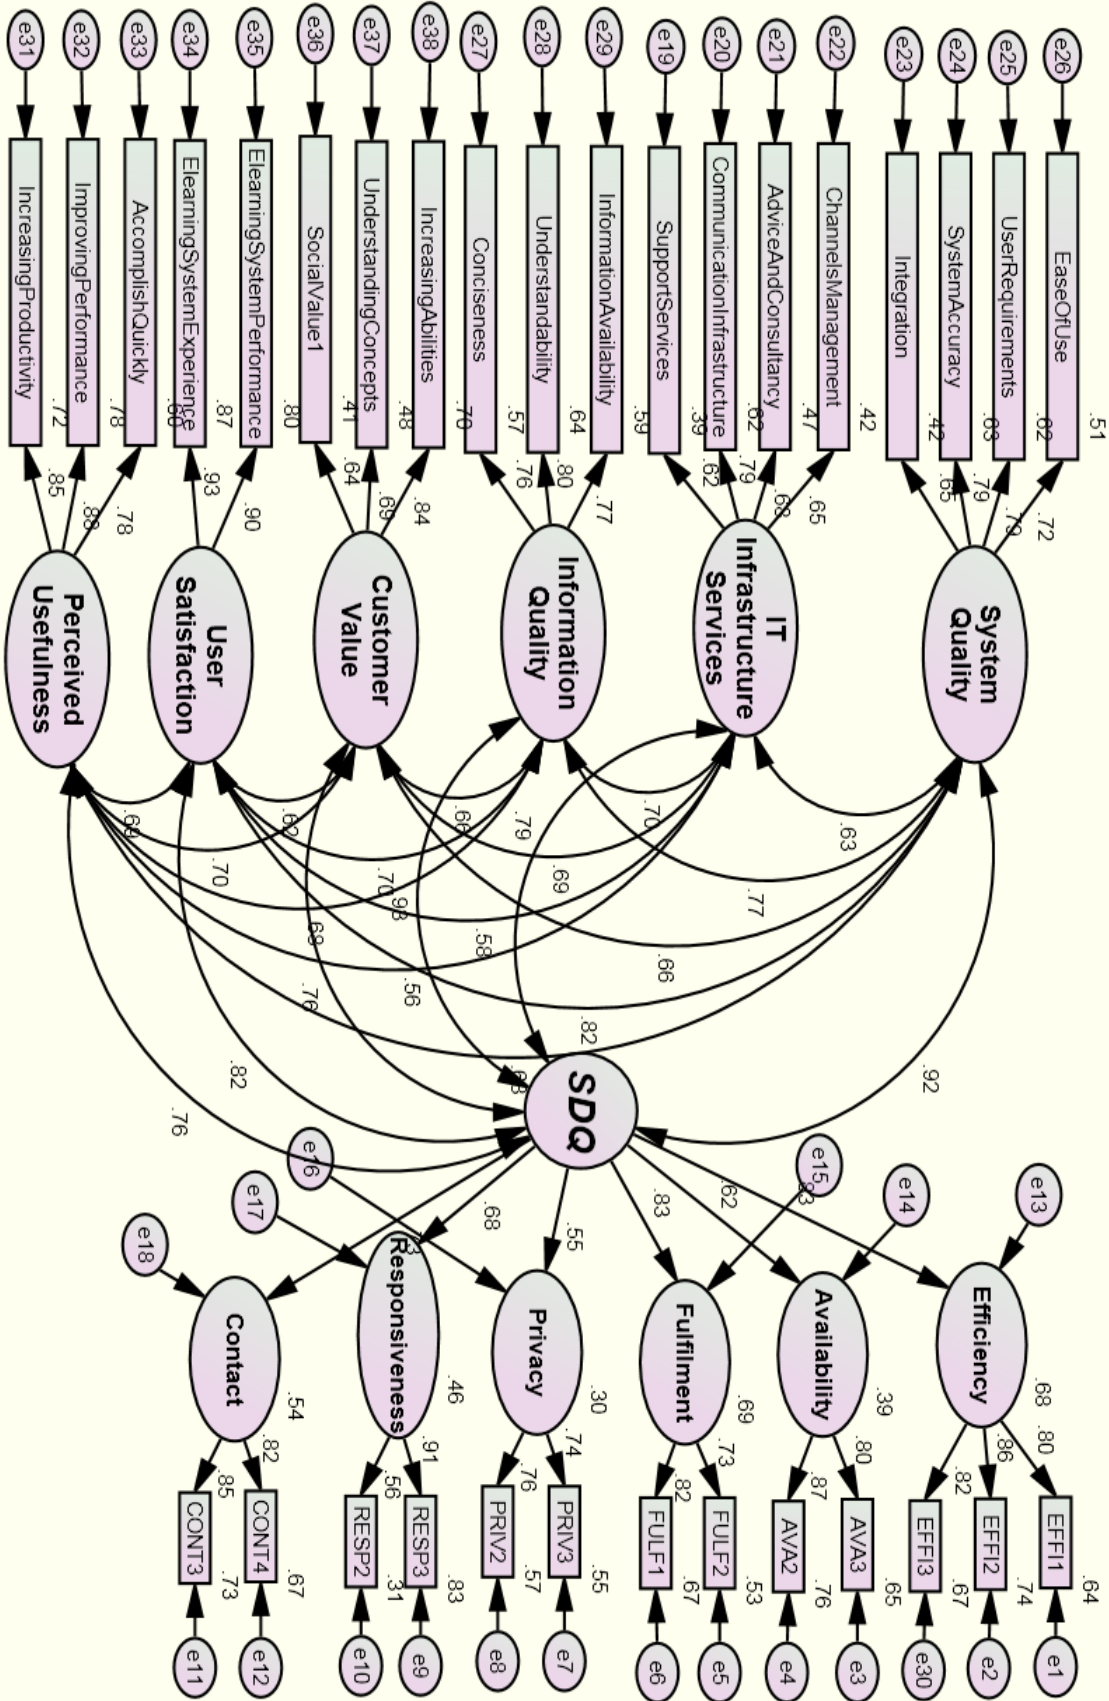 e31
e32
e33
e34
e35
e36
e37
e38
e27
e28
e29
e19
e20
e21
e22
e23
e24
e25
e26
IncreasingProductivity
ImprovingPerformance
AccomplishQuickly
ElearningSystemExperience
ElearningSystemPerformance
SocialValue1
UnderstandingConcepts
IncreasingAbilities
Conciseness
Understandability
InformationAvailability
SupportServices
CommunicationInfrastructure
AdviceAndConsultancy
ChannelsManagement
Integration
SystemAccuracy
UserRequirements
EaseOfUse
.72
.78
.60
.87
.80
.41
.48
.70
.57
.64
.59
.39
.62
.47
.42
.42
.63
.62
.51
.85
.88
.78
.93
.90
.64
.69
.84
.76
.80
.77
.62
.79
.68
.65
.65
.79
.79
.72
Perceived
Usefulness
User
Satisfaction
Customer
Value
Information
Quality
IT
Infrastructure
Services
System
Quality
.69
.62
.66
.79
.70
.63
.70
.70
.98
.69
.77
.68
.58
.66
.76
.56
.82
.76
.82
.68
.92
SDQ
e18
e17
e16
e15
e14
e13
.68
.55
.83
.62
.83
Contact
Responsiveness
Privacy
Fulfilment
Availability
Efficiency
.54
.46
.30
.69
.39
.68
.85
.82
.56
.91
.76
.74
.82
.73
.87
.80
.82
.86
.80
CONT3
CONT4
RESP2
RESP3
PRIV2
PRIV3
FULF1
FULF2
AVA2
AVA3
EFFI3
EFFI2
EFFI1
.73
.67
.31
.83
.57
.55
.67
.53
.76
.65
.67
.74
.64
e11
e12
e10
e9
e8
e7
e6
e5
e4
e3
e30
e2
e1